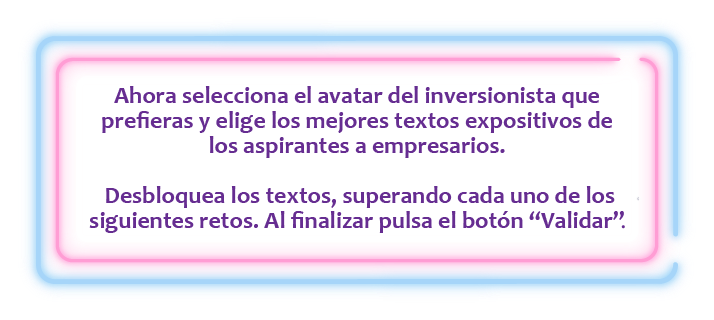 Ahora selecciona el avatar del inversionista que
prefieras y elige los mejores textos expositivos de
los aspirantes a empresarios.
Desbloquea los textos, superando cada uno de los
siguientes retos. Al finalizar pulsa el botón “Validar”.